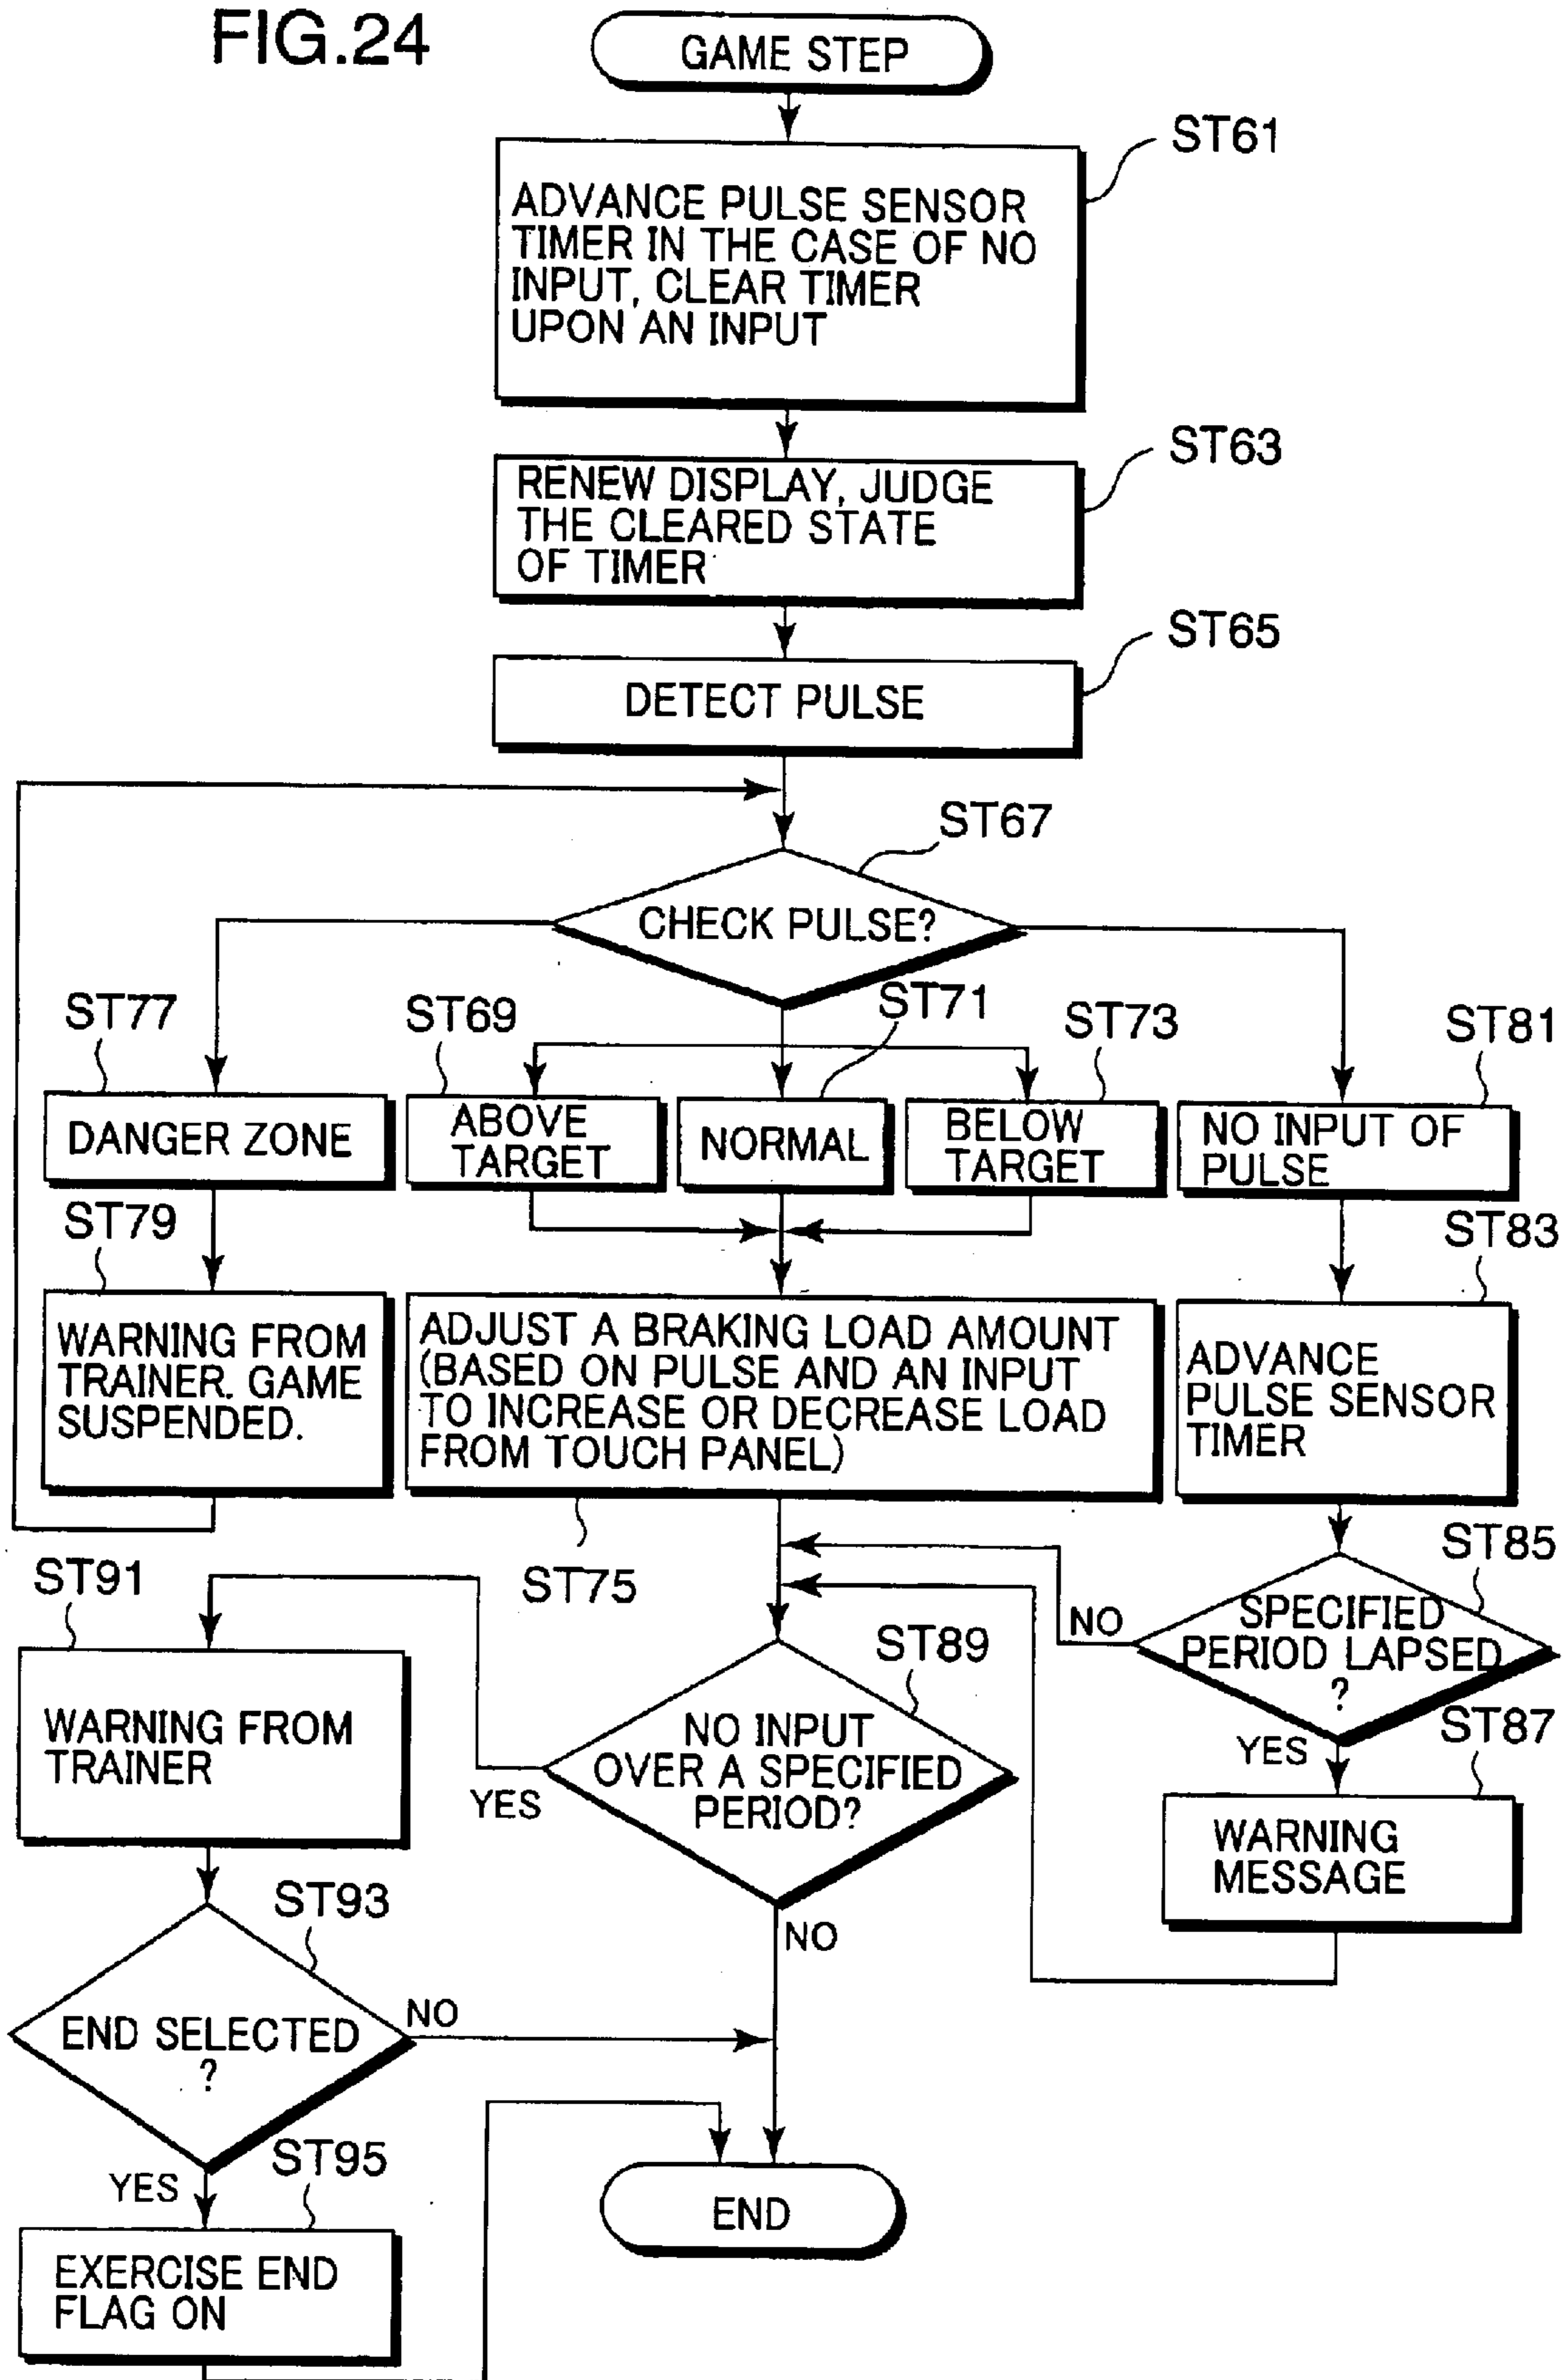 FIG.24
GAME STEP
ST61
ADVANCE PULSE SENSOR
TIMER IN THE CASE OF NO
INPUT, CLEAR TIMER
UPON AN INPUT
ST63
RENEW DISPLAY, JUDGE
THE CLEARED STATE
OF TIMER
ST65
DETECT PULSE
ST67
CHECK PULSE?
ST77
DANGER ZONE
ST69
ABOVE
TARGET
ST71
NORMAL
ST73
BELOW
TARGET
ST81
NO INPUT OF
PULSE
ST79
WARNING FROM
TRAINER. GAME
SUSPENDED.
ADJUST A BRAKING LOAD AMOUNT
(BASED ON PULSE AND AN INPUT
TO INCREASE OR DECREASE LOAD
FROM TOUCH PANEL)
ST75
ST83
ADVANCE
PULSE SENSOR
TIMER
ST85
SPECIFIED
PERIOD LAPSED
?
NO
YES
ST87
WARNING
MESSAGE
ST89
NO INPUT
OVER A SPECIFIED
PERIOD?
YES
NO
ST91
WARNING FROM
TRAINER
ST93
END SELECTED
?
NO
YES
ST95
EXERCISE END
FLAG ON
END